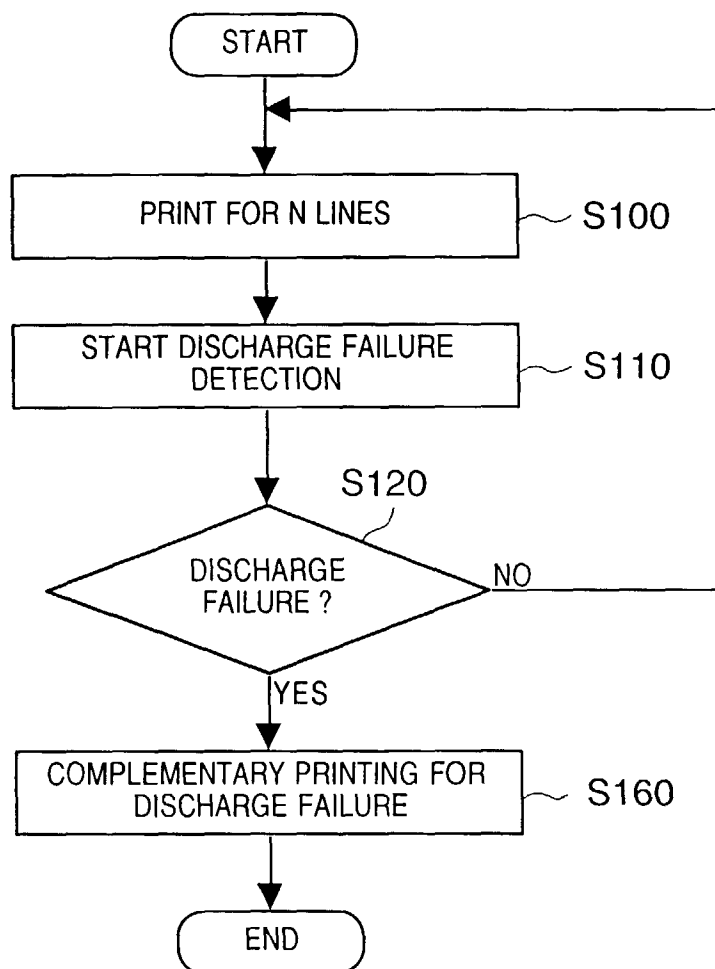 START
PRINT FOR N LINES
S100
START DISCHARGE FAILURE
DETECTION
S110
S120
DISCHARGE
FAILURE ?
NO
YES
COMPLEMENTARY PRINTING FOR
DISCHARGE FAILURE
S160
END